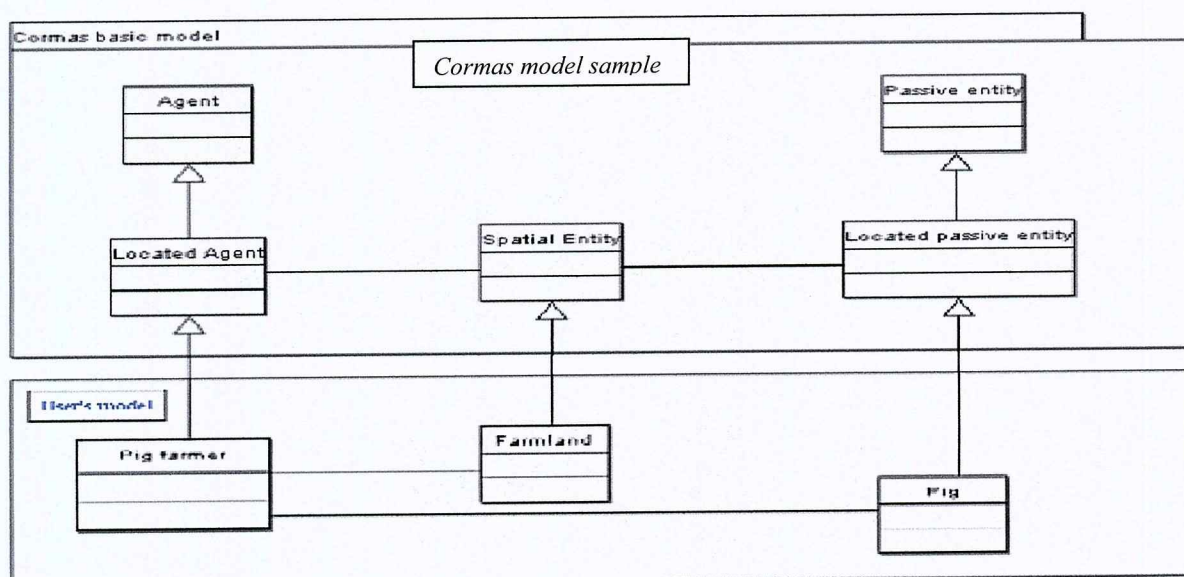 Cormas basic model
Cormas model sample
Agent
Passive entity
Located Agent
Spatial Entity
Located passive entity
User's model
Pig farmer
Farmland
Pig